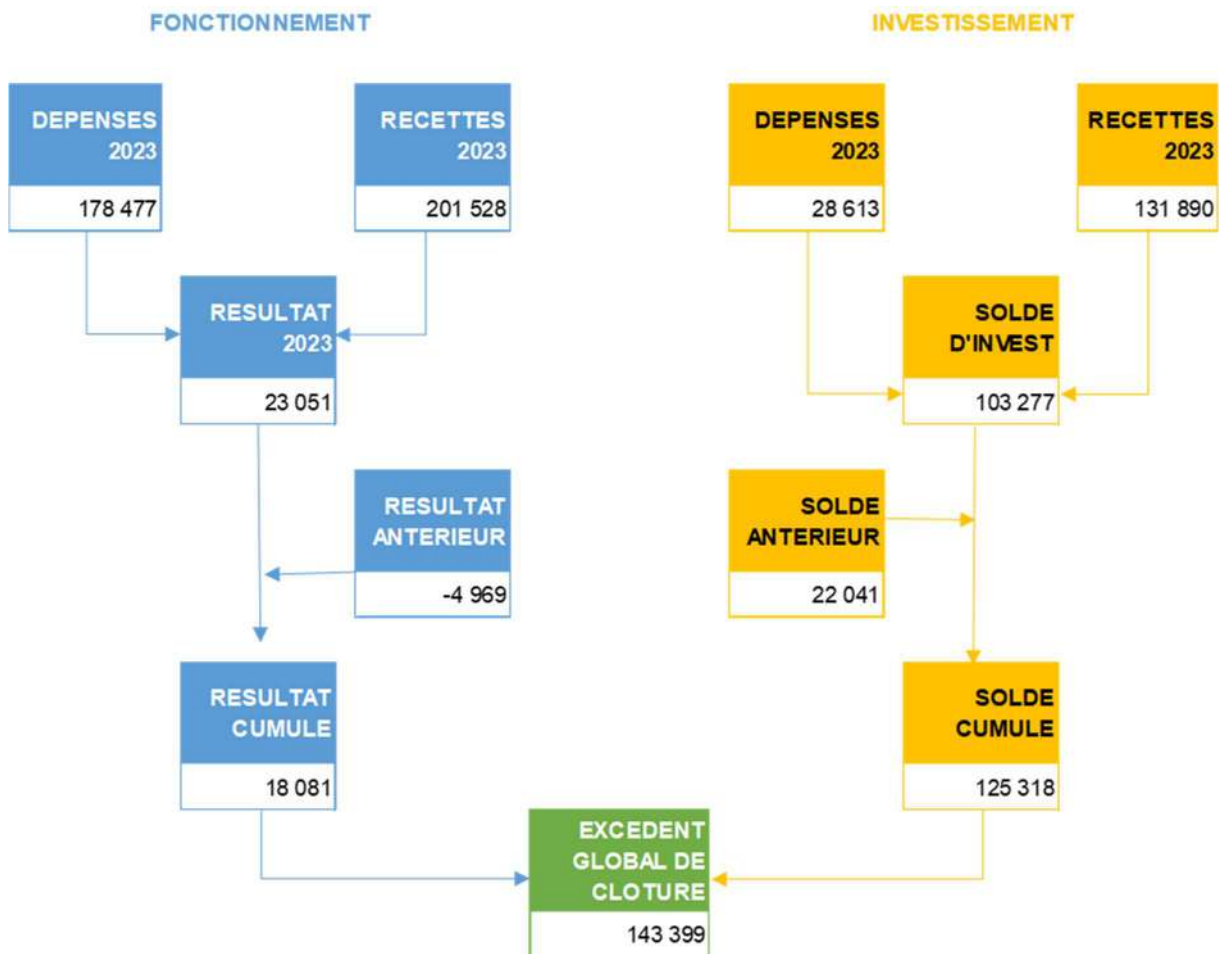 FONCTIONNEMENT
INVESTISSEMENT
DEPENSES
2023
178 477
RECETTES
2023
201 528
DEPENSES
2023
28 613
RECETTES
2023
131 890
RESULTAT
2023
23 051
SOLDE
D'INVEST
103 277
RESULTAT
ANTERIEUR
-4 969
SOLDE
ANTERIEUR
22 041
RESULTAT
CUMULE
18 081
SOLDE
CUMULE
125 318
EXCEDENT
GLOBAL DE
CLOTURE
143 399